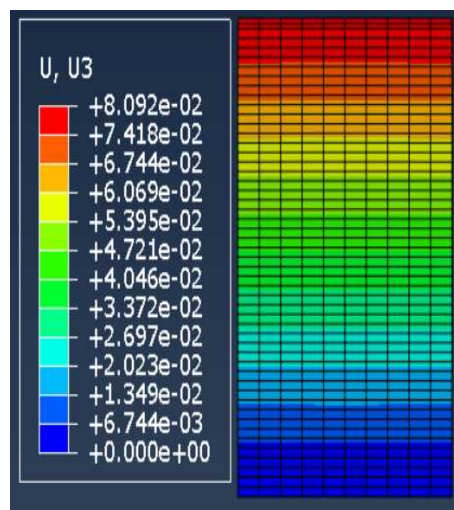 U, U3
+8.092e-02
+7.418e-02
+6.744e-02
+6.069e-02
+5.395e-02
+4.721e-02
+4.046e-02
+3.372e-02
+2.697e-02
+2.023e-02
+1.349e-02
+6.744e-03
+0.000e+00